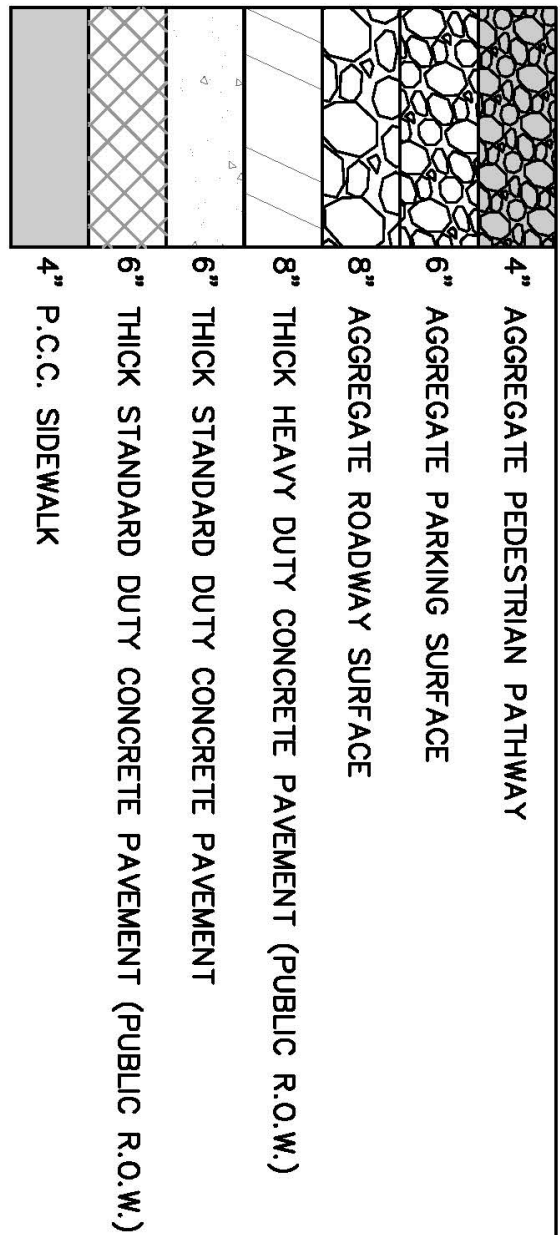 4" AGGREGATE PEDESTRIAN PATHWAY
6" AGGREGATE PARKING SURFACE
8" AGGREGATE ROADWAY SURFACE
8" THICK HEAVY DUTY CONCRETE PAVEMENT (PUBLIC R.O.W.)
6" THICK STANDARD DUTY CONCRETE PAVEMENT
6" THICK STANDARD DUTY CONCRETE PAVEMENT (PUBLIC R.O.W.)
4" P.C.C. SIDEWALK